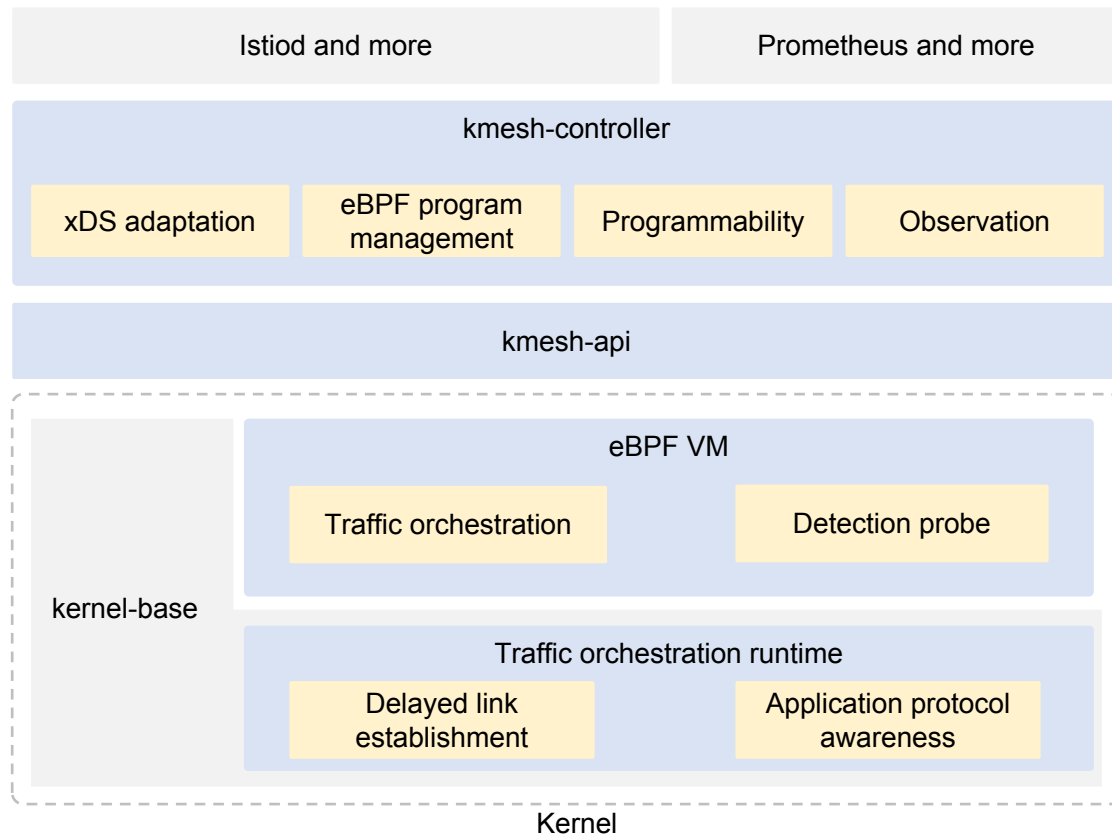 Istiod and more
Prometheus and more
kmesh-controller
xDS adaptation
eBPF program
management
Programmability
Observation
kmesh-api
eBPF VM
Traffic orchestration
Detection probe
kernel-base
Traffic orchestration runtime
Delayed link
establishment
Application protocol
awareness
Kernel